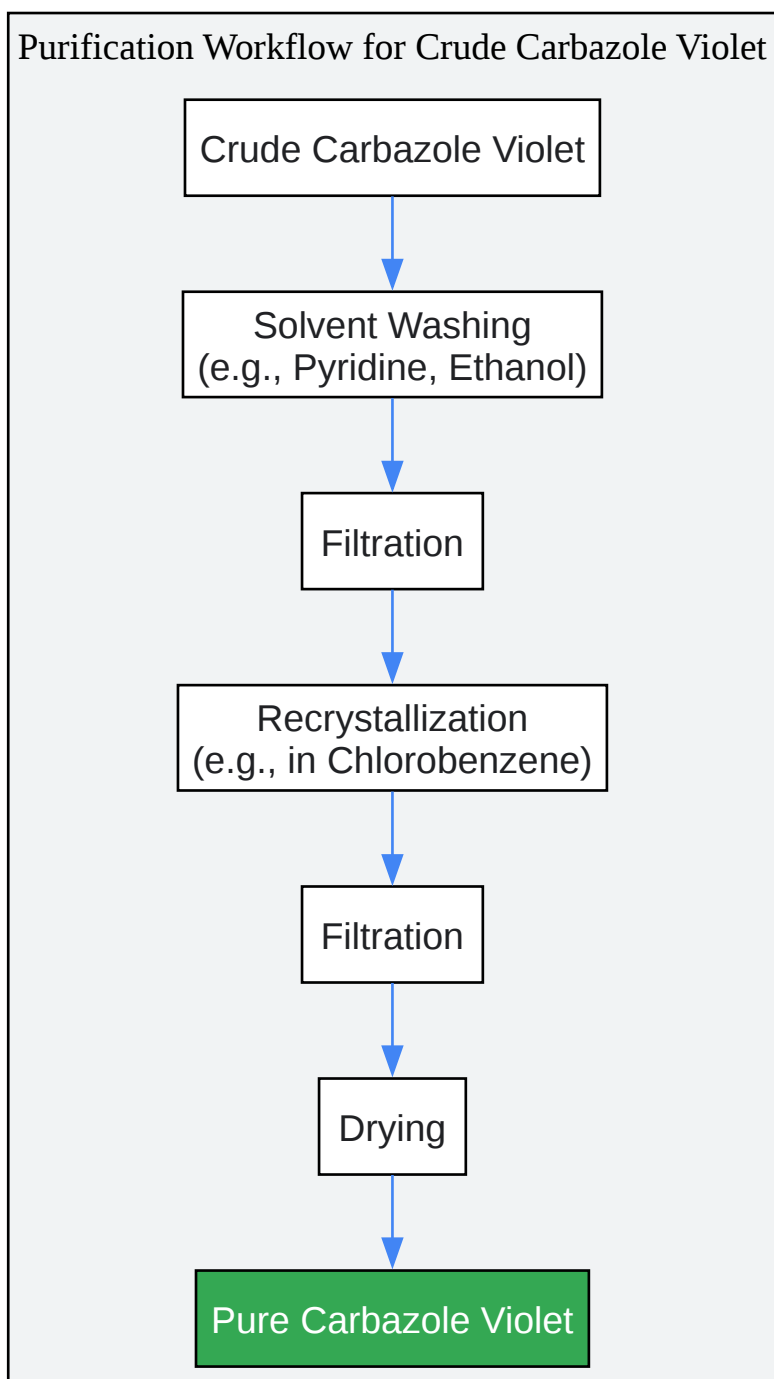 Purification Workflow for Crude Carbazole Violet
Crude Carbazole Violet
Solvent Washing
(e.g., Pyridine, Ethanol)
Filtration
Recrystallization
(e.g., in Chlorobenzene)
Filtration
Drying
Pure Carbazole Violet